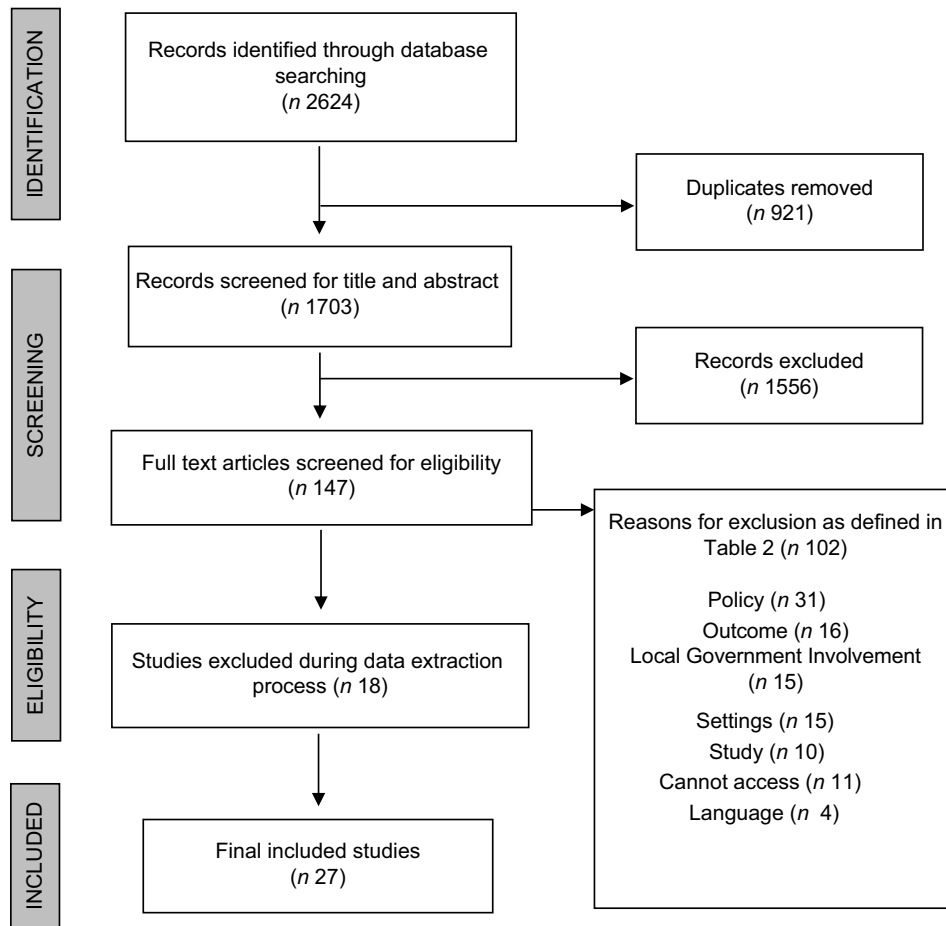 IDENTIFICATION
Records identified through database
searching
(n 2624)
Duplicates removed
(n 921)
SCREENING
Records screened for title and abstract
(n 1703)
Records excluded
(n 1556)
Full text articles screened for eligibility
(n 147)
Reasons for exclusion as defined in
Table 2 (n 102)
Policy (n 31)
Outcome (n 16)
Local Government Involvement
(n 15)
Settings (n 15)
Study (n 10)
Cannot access (n 11)
Language (n 4)
ELIGIBILITY
Studies excluded during data extraction
process (n 18)
INCLUDED
Final included studies
(n 27)